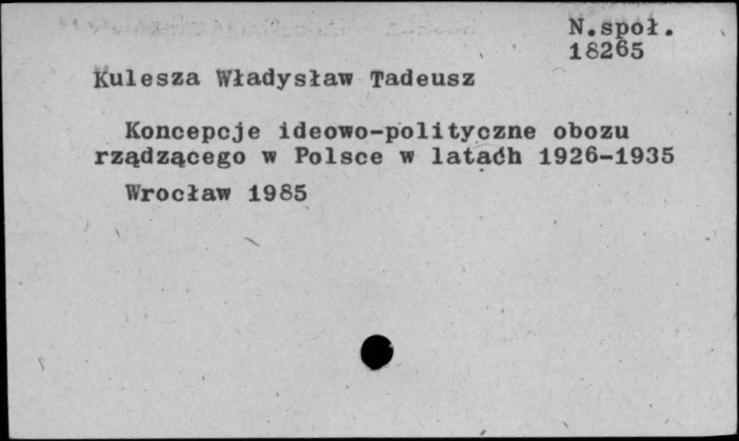 N.społ.
18265
Kulesza Władysław Tadeusz
Koncepcje ideowo-polityczne obozu
rządzącego w Polsce w latach 1926-1935
Wrocław 1985